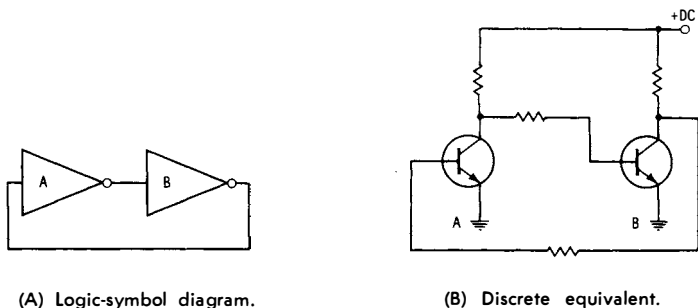 +DC
A
B
A
B
(A) Logic-symbol diagram.
(B) Discrete equivalent.